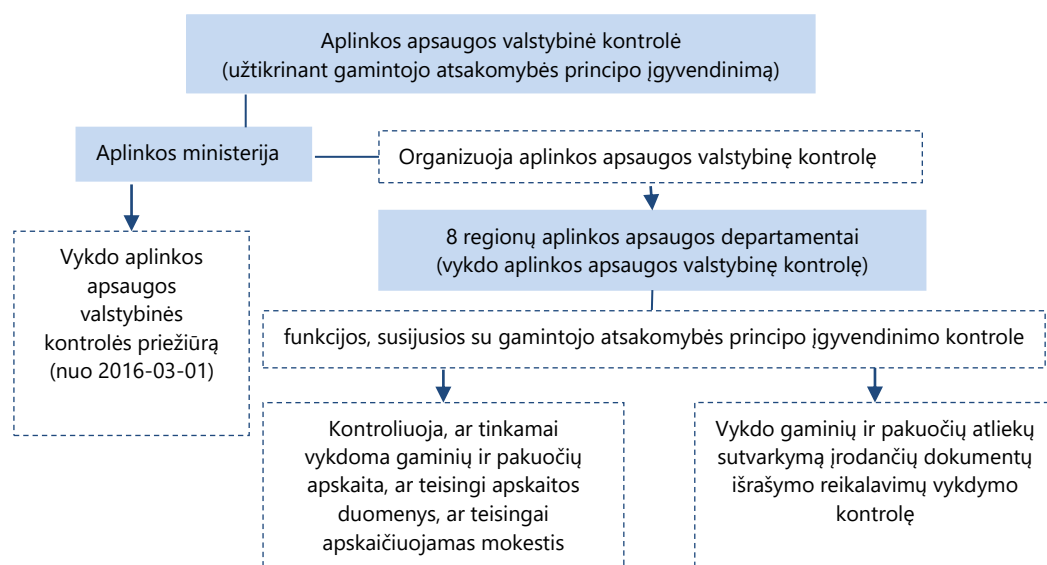 Aplinkos apsaugos valstybinė kontrolė
(užtikrinant gamintojo atsakomybės principo įgyvendinimą)
Aplinkos ministerija
Organizuoja aplinkos apsaugos valstybinę kontrolę
8 regionų aplinkos apsaugos departamentai
(vykdo aplinkos apsaugos valstybinę kontrolę)
Vykdo aplinkos
apsaugos
valstybinės
kontrolės priežiūrą
(nuo 2016-03-01)
funkcijos, susijusios su gamintojo atsakomybės principo įgyvendinimo kontrole
Kontroliuoja, ar tinkamai
vykdoma gaminių ir pakuočių
apskaita, ar teisingi apskaitos
duomenys, ar teisingai
apskaičiuojamas mokestis
Vykdo gaminių ir pakuočių atliekų
sutvarkymą įrodančių dokumentų
išrašymo reikalavimų vykdymo
kontrolę